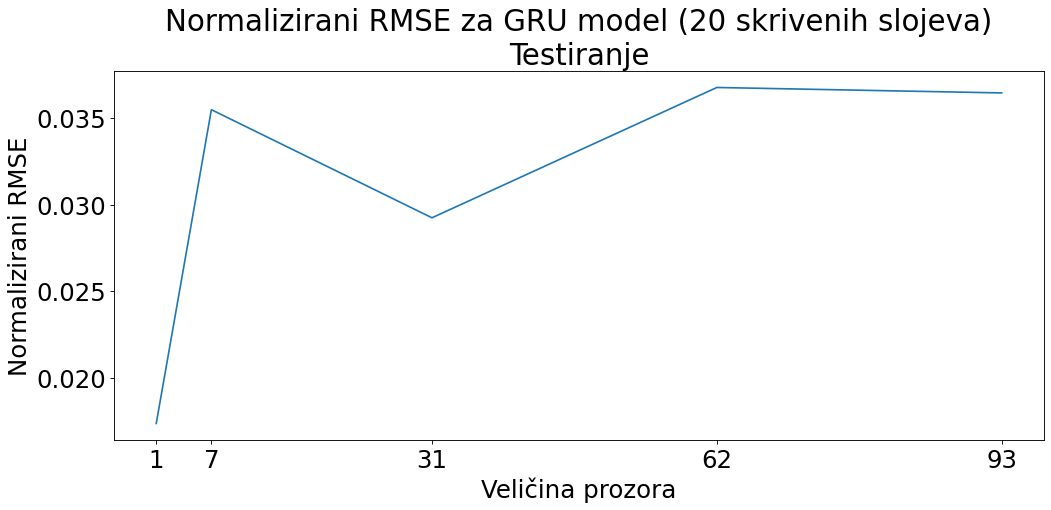 Normalizirani RMSE za GRU model (20 skrivenih slojeva)
Testiranje
Normalizirani RMSE
0.035
0.030
0.025
0.020
1 7 31 62 93
Veličina prozora